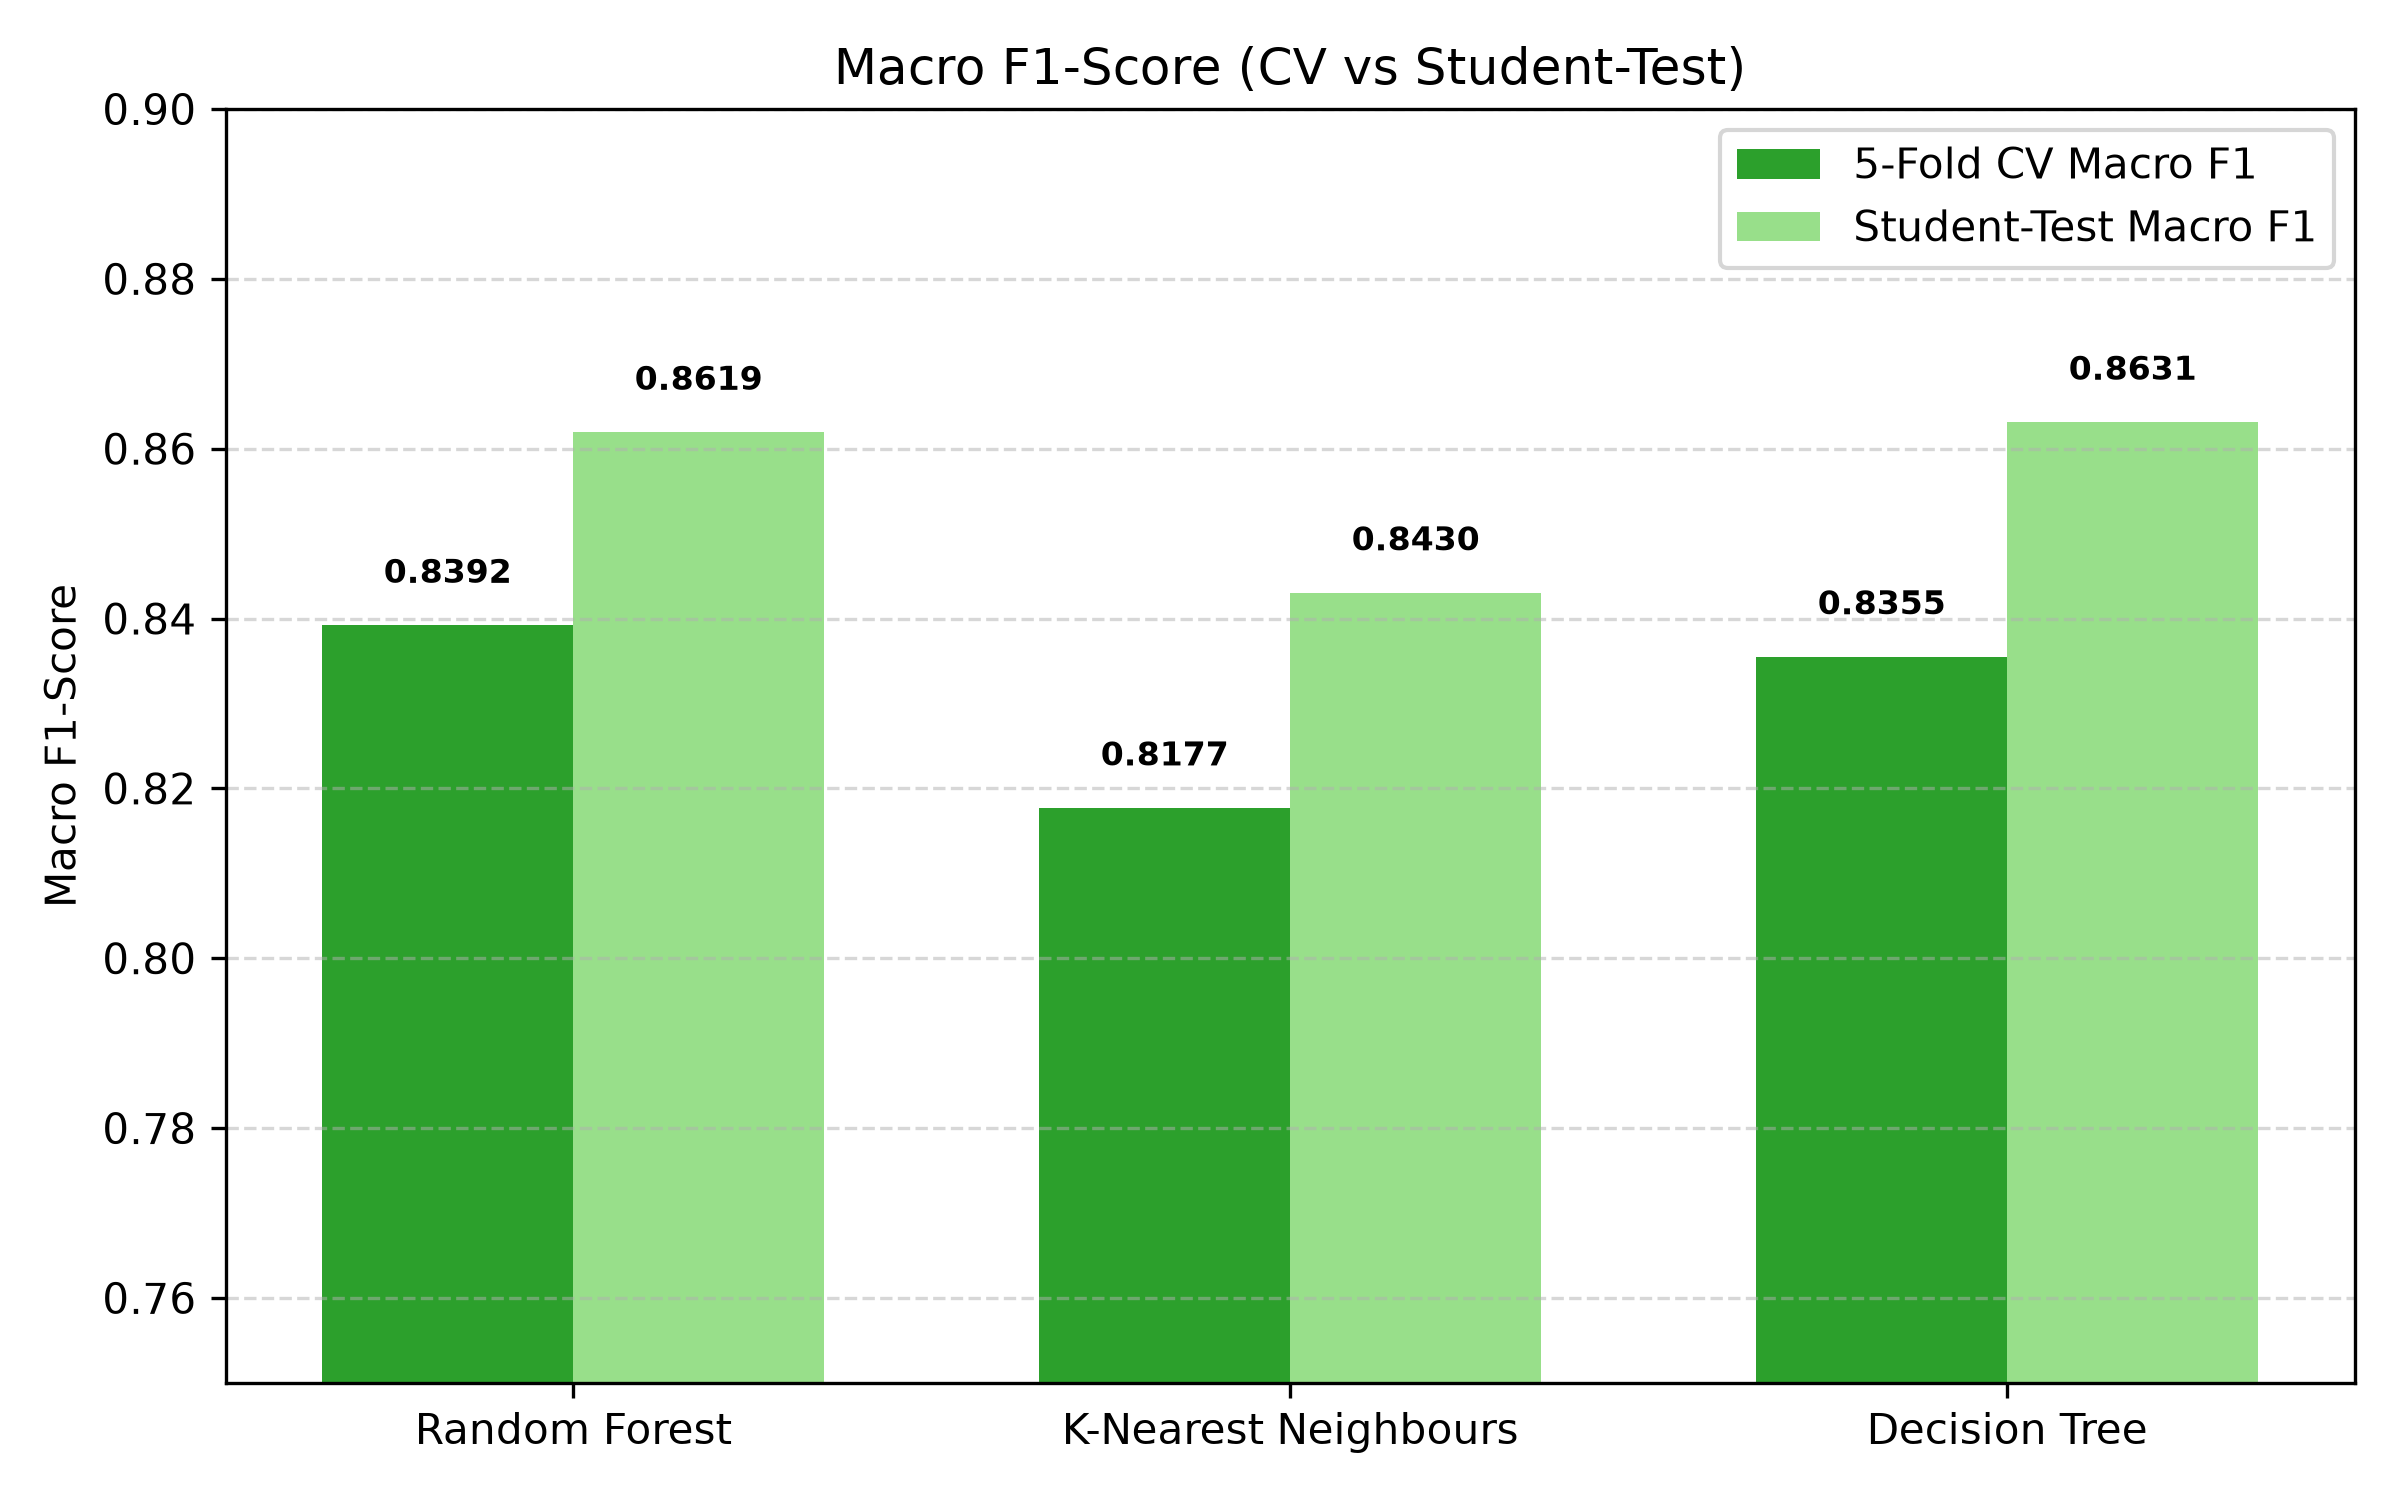 Macro F1-Score (CV vs Student-Test)
5-Fold CV Macro F1
Student-Test Macro F1
Macro F1-Score
0.90
0.88
0.86
0.84
0.82
0.80
0.78
0.76
0.8392
0.8619
0.8177
0.8430
0.8355
0.8631
Random Forest
K-Nearest Neighbours
Decision Tree